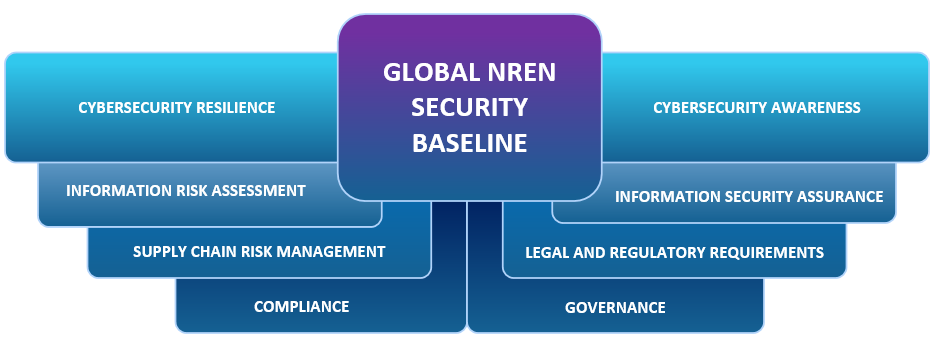 GLOBAL NREN
SECURITY
BASELINE
CYBERSECURITY RESILIENCE
CYBERSECURITY AWARENESS
INFORMATION RISK ASSESSMENT
INFORMATION SECURITY ASSURANCE
SUPPLY CHAIN RISK MANAGEMENT
LEGAL AND REGULATORY REQUIREMENTS
COMPLIANCE
GOVERNANCE